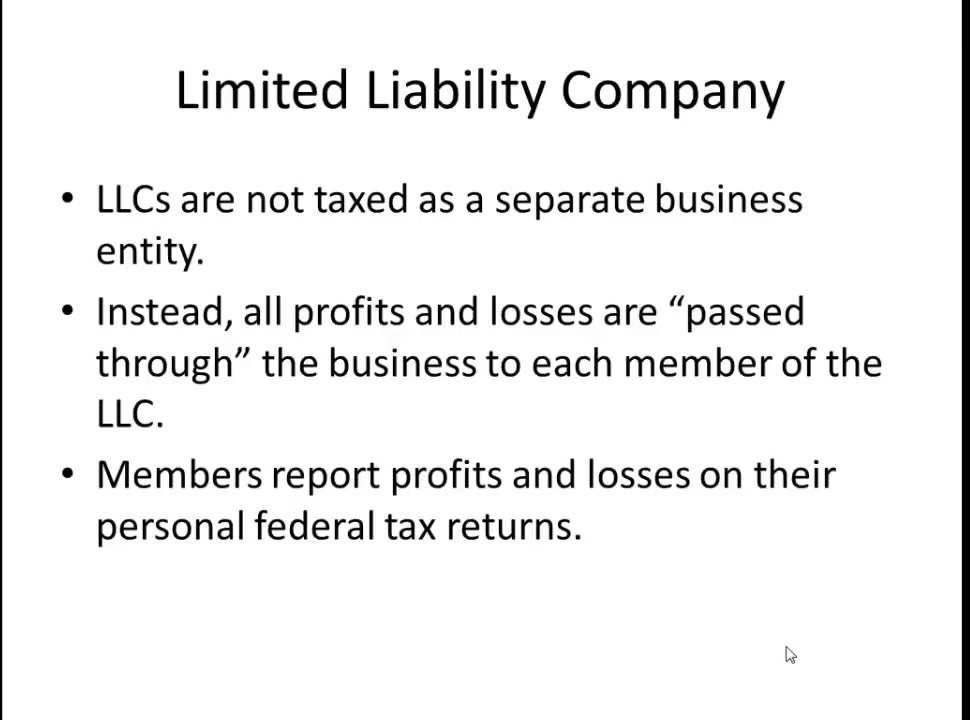 Limited Liability Company
• LLCs are not taxed as a separate business
entity.
• Instead, all profits and losses are “passed
through” the business to each member of the
LLC.
• Members report profits and losses on their
personal federal tax returns.